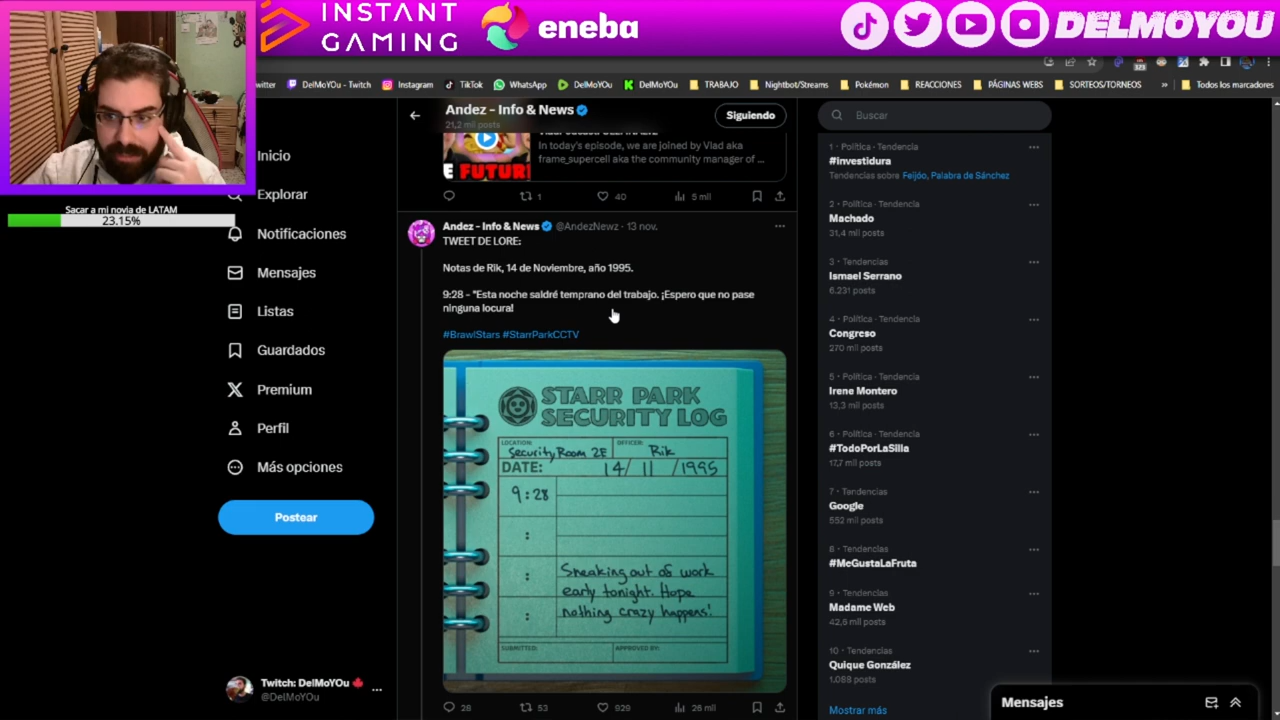 INSTANT
GAMING
eneba
DELMOYOU
Sacar a mi novia de LATAM
23.15%
itter
DelMoYOu - Twitch
Instagram
TikTok
WhatsApp
DelMoYOu
DelMoYOu
TRABAJO
Nightbot/Streams
Pokémon
REACCIONES
PÁGINAS WEBS
SORTEOS/TORNEOS
»
Todos los marcadores
Inicio
Explorar
Notificaciones
Mensajes
Listas
Guardados
Premium
Perfil
Más opciones
Postear
Twitch: DelMoYOu
@DelMoYOu
Andez - Info & News
21,2 mil posts
Siguiendo
In today's episode, we are joined by Vlad aka
frame_supercell aka the community manager of ...
E FUTUR
1
40
5 mil
Andez - Info & News @AndezNewz · 13 nov.
TWEET DE LORE:
Notas de Rik, 14 de Noviembre, año 1995.
9:28 - "Esta noche saldré temprano del trabajo. ¡Espero que no pase
ninguna locura!
#BrawlStars #StarrParkCCTV
STARR PARK
SECURITY LOG
LOCATION:
OFFICER:
Security Room 2E
Rik
DATE: 14/ 11 /1995
9:28
:
:
Sneaking out of work
early tonight. Hope
: nothing crazy happens!
SUBMITTED:
APPROVED BY:
28
53
929
26 mil
Buscar
1 · Política · Tendencia
#investidura
Tendencias sobre Feijóo, Palabra de Sánchez
2 · Política · Tendencia
Machado
31,4 mil posts
3 · Tendencias
Ismael Serrano
6.231 posts
4 · Política · Tendencia
Congreso
270 mil posts
5 · Política · Tendencia
Irene Montero
13,3 mil posts
6 · Política · Tendencia
#TodoPorLaSilla
17,7 mil posts
7 · Tendencias
Google
552 mil posts
8 · Tendencias
#MeGustaLaFruta
9 · Tendencias
Madame Web
42,6 mil posts
10 · Tendencias
Quique González
1.088 posts
Mostrar más
Mensajes